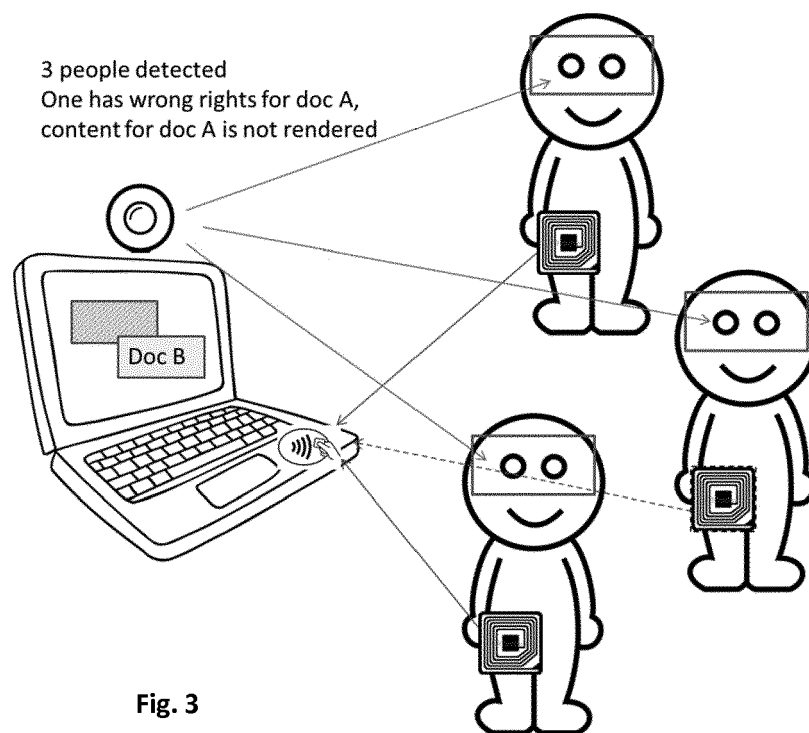 3 people detected
One has wrong rights for doc A,
content for doc A is not rendered
Doc B
Fig. 3